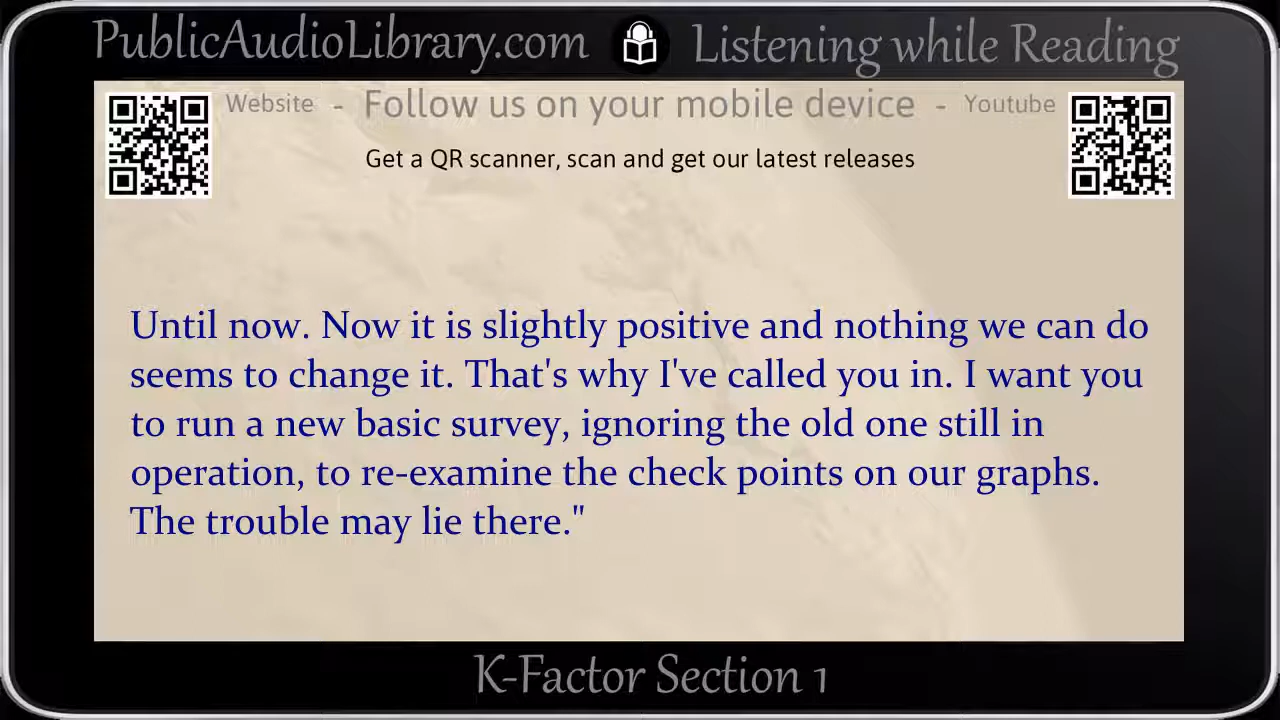 PublicAudioLibrary.com Listening while Reading
Website - Follow us on your mobile device - Youtube
Get a QR scanner, scan and get our latest releases
Until now. Now it is slightly positive and nothing we can do
seems to change it. That's why I've called you in. I want you
to run a new basic survey, ignoring the old one still in
operation, to re-examine the check points on our graphs.
The trouble may lie there."
K-Factor Section 1